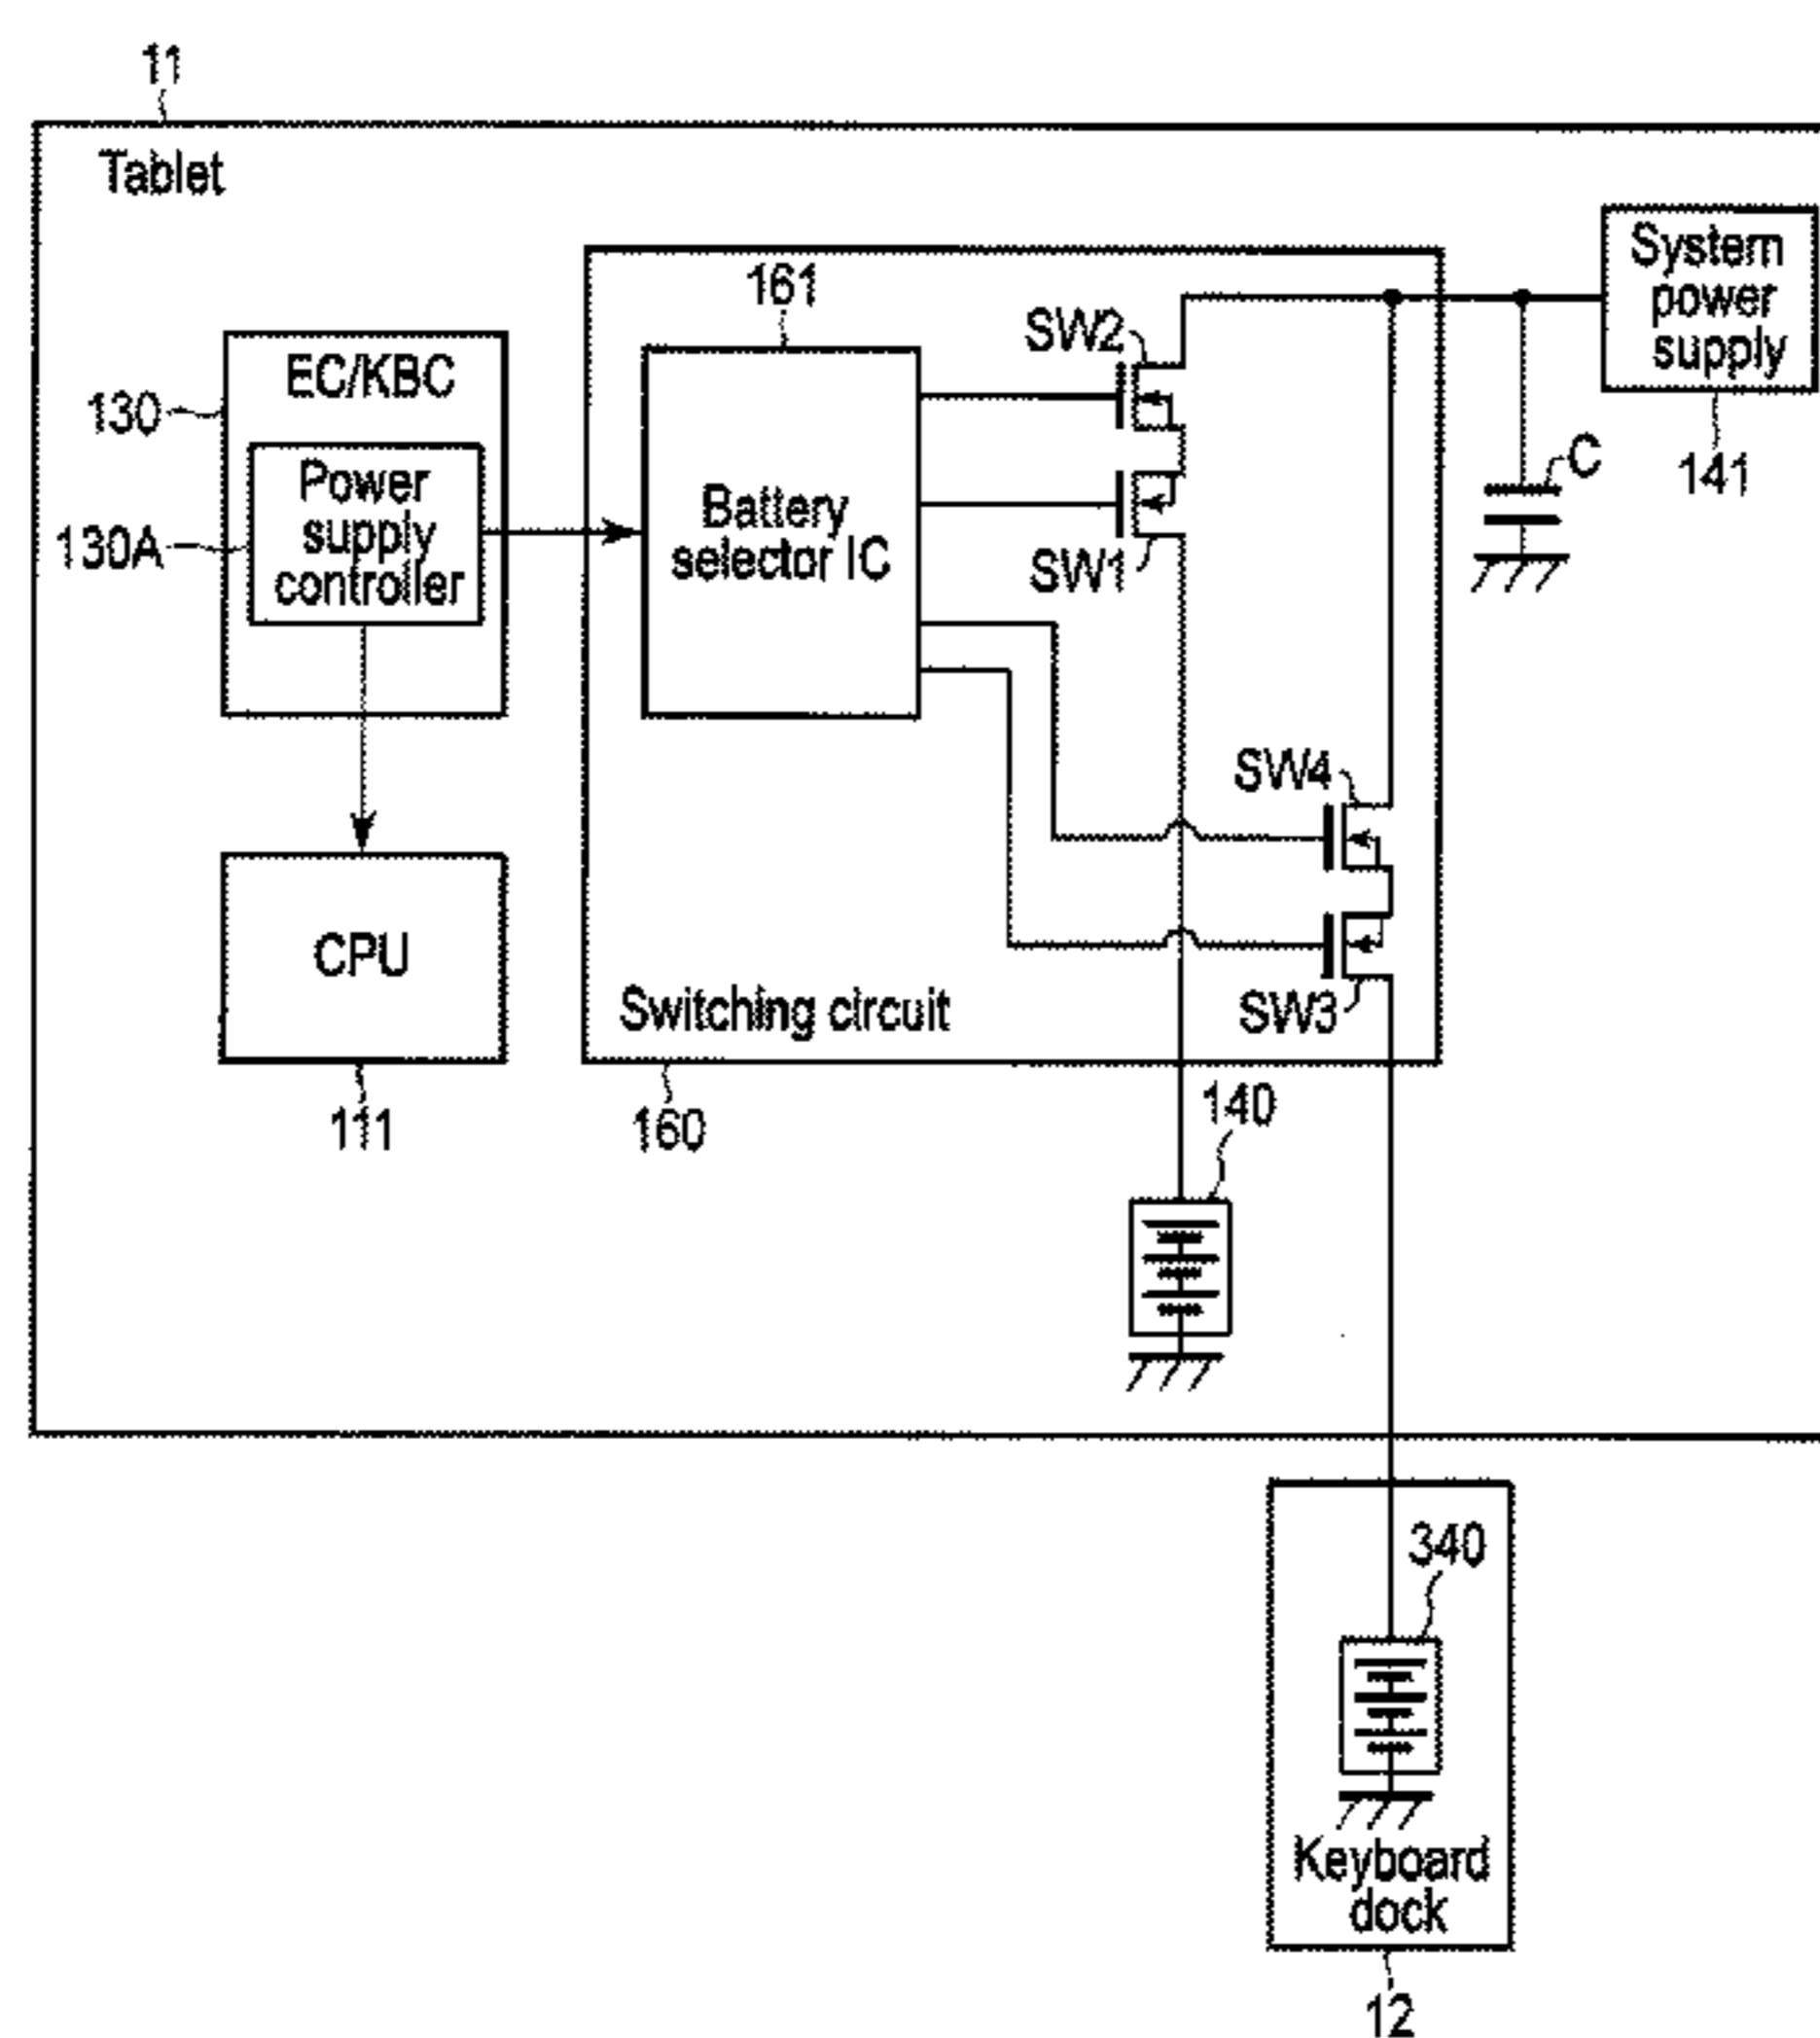 11
Tablet
System
power
supply
141
161
SW2
EC/KBC
130
Power
supply
controller
130A
Battery
selector IC
SW1
C
SW4
SW3
CPU
111
Switching circuit
160
140
340
Keyboard
dock
12